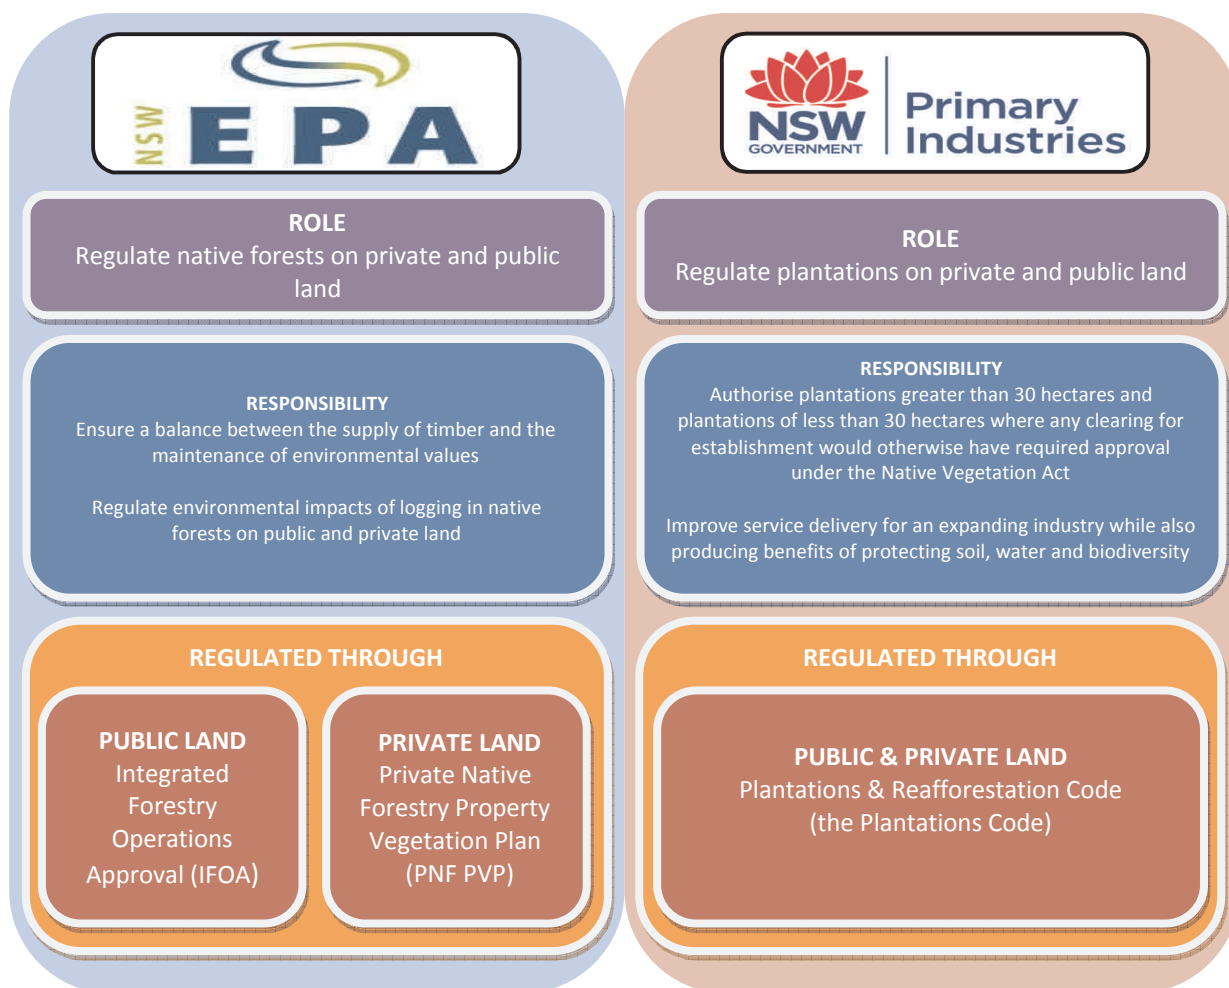 NSW
EPA
ROLE
Regulate native forests on private and public
land
RESPONSIBILITY
Ensure a balance between the supply of timber and the
maintenance of environmental values
Regulate environmental impacts of logging in native
forests on public and private land
REGULATED THROUGH
PUBLIC LAND
Integrated
Forestry
Operations
Approval (IFOA)
PRIVATE LAND
Private Native
Forestry Property
Vegetation Plan
(PNF PVP)
NSW
GOVERNMENT
Primary
Industries
ROLE
Regulate plantations on private and public land
RESPONSIBILITY
Authorise plantations greater than 30 hectares and
plantations of less than 30 hectares where any clearing for
establishment would otherwise have required approval
under the Native Vegetation Act
Improve service delivery for an expanding industry while also
producing benefits of protecting soil, water and biodiversity
REGULATED THROUGH
PUBLIC & PRIVATE LAND
Plantations & Reafforestation Code
(the Plantations Code)